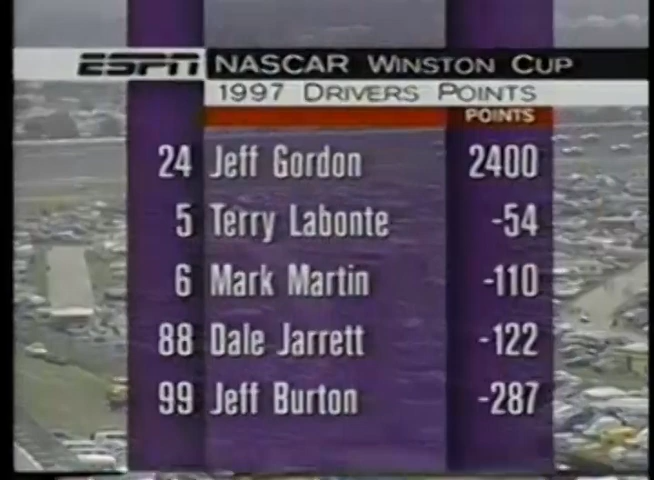 ESPN NASCAR Winston Cup
1997 Drivers Points
POINTS
24 Jeff Gordon 2400
5 Terry Labonte -54
6 Mark Martin -110
88 Dale Jarrett -122
99 Jeff Burton -287